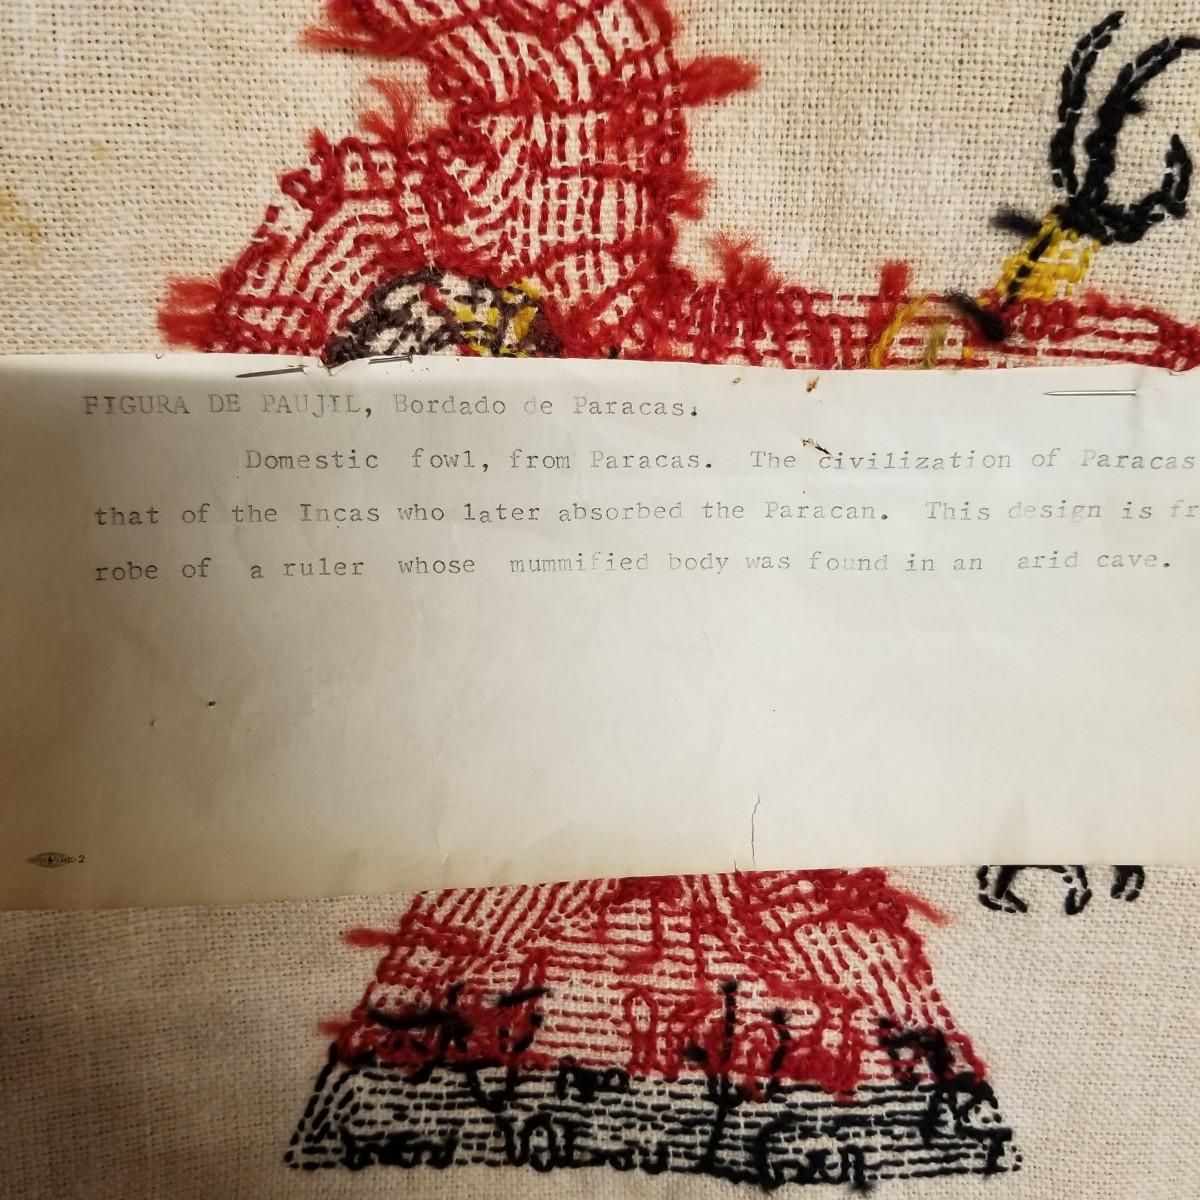 FIGURA DE PAUJIL, Bordado de Paracas.
Domestic fowl, from Paracas. The civilization of Paracas
that of the Incas who later absorbed the Paracan. This design is fr
robe of a ruler whose mummified body was found in an arid cave.
2